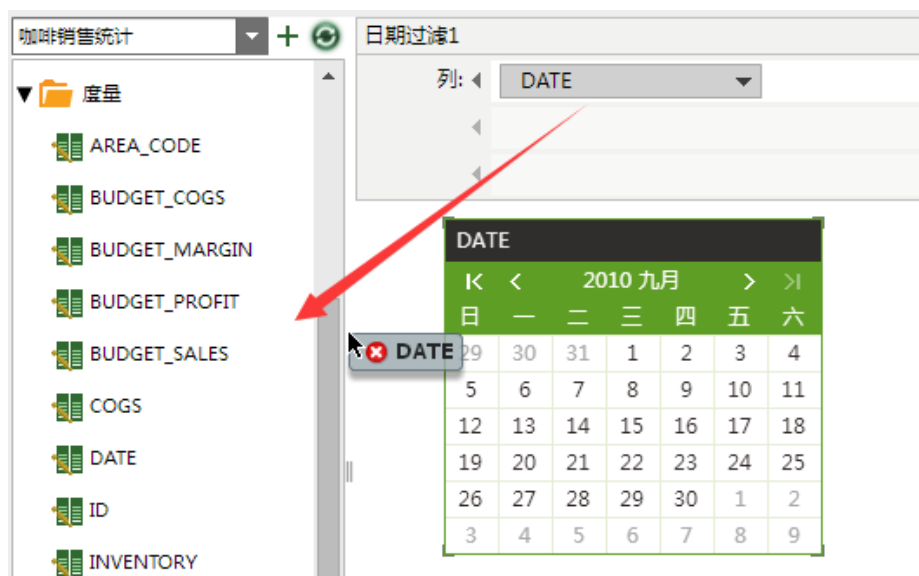 咖啡销售统计
日期过滤1
度量
列:
DATE
AREA_CODE
BUDGET_COGS
BUDGET_MARGIN
BUDGET_PROFIT
BUDGET_SALES
COGS
DATE
ID
INVENTORY
DATE
2010 九月
日 一 二 三 四 五 六
DATE
29 30 31 1 2 3 4
5 6 7 8 9 10 11
12 13 14 15 16 17 18
19 20 21 22 23 24 25
26 27 28 29 30 1 2
3 4 5 6 7 8 9